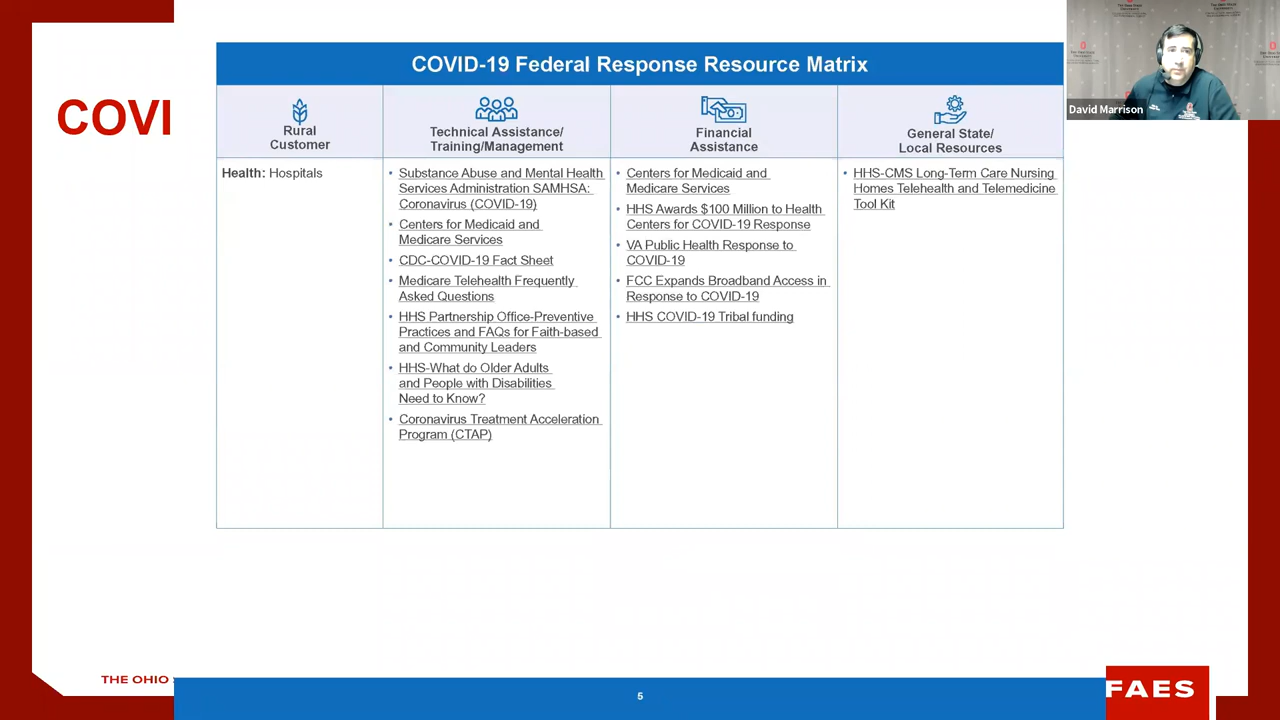 COVID-19 Federal Response Resource Matrix
COVI
David Marrison
Rural
Customer
Technical Assistance/
Training/Management
Financial
Assistance
General State/
Local Resources
Health: Hospitals
• Substance Abuse and Mental Health
Services Administration SAMHSA:
Coronavirus (COVID-19)
• Centers for Medicaid and
Medicare Services
• CDC-COVID-19 Fact Sheet
• Medicare Telehealth Frequently
Asked Questions
• HHS Partnership Office-Preventive
Practices and FAQs for Faith-based
and Community Leaders
• HHS-What do Older Adults
and People with Disabilities
Need to Know?
• Coronavirus Treatment Acceleration
Program (CTAP)
• Centers for Medicaid and
Medicare Services
• HHS Awards $100 Million to Health
Centers for COVID-19 Response
• VA Public Health Response to
COVID-19
• FCC Expands Broadband Access in
Response to COVID-19
• HHS COVID-19 Tribal funding
• HHS-CMS Long-Term Care Nursing
Homes Telehealth and Telemedicine
Tool Kit
THE OHIO
5
FAES